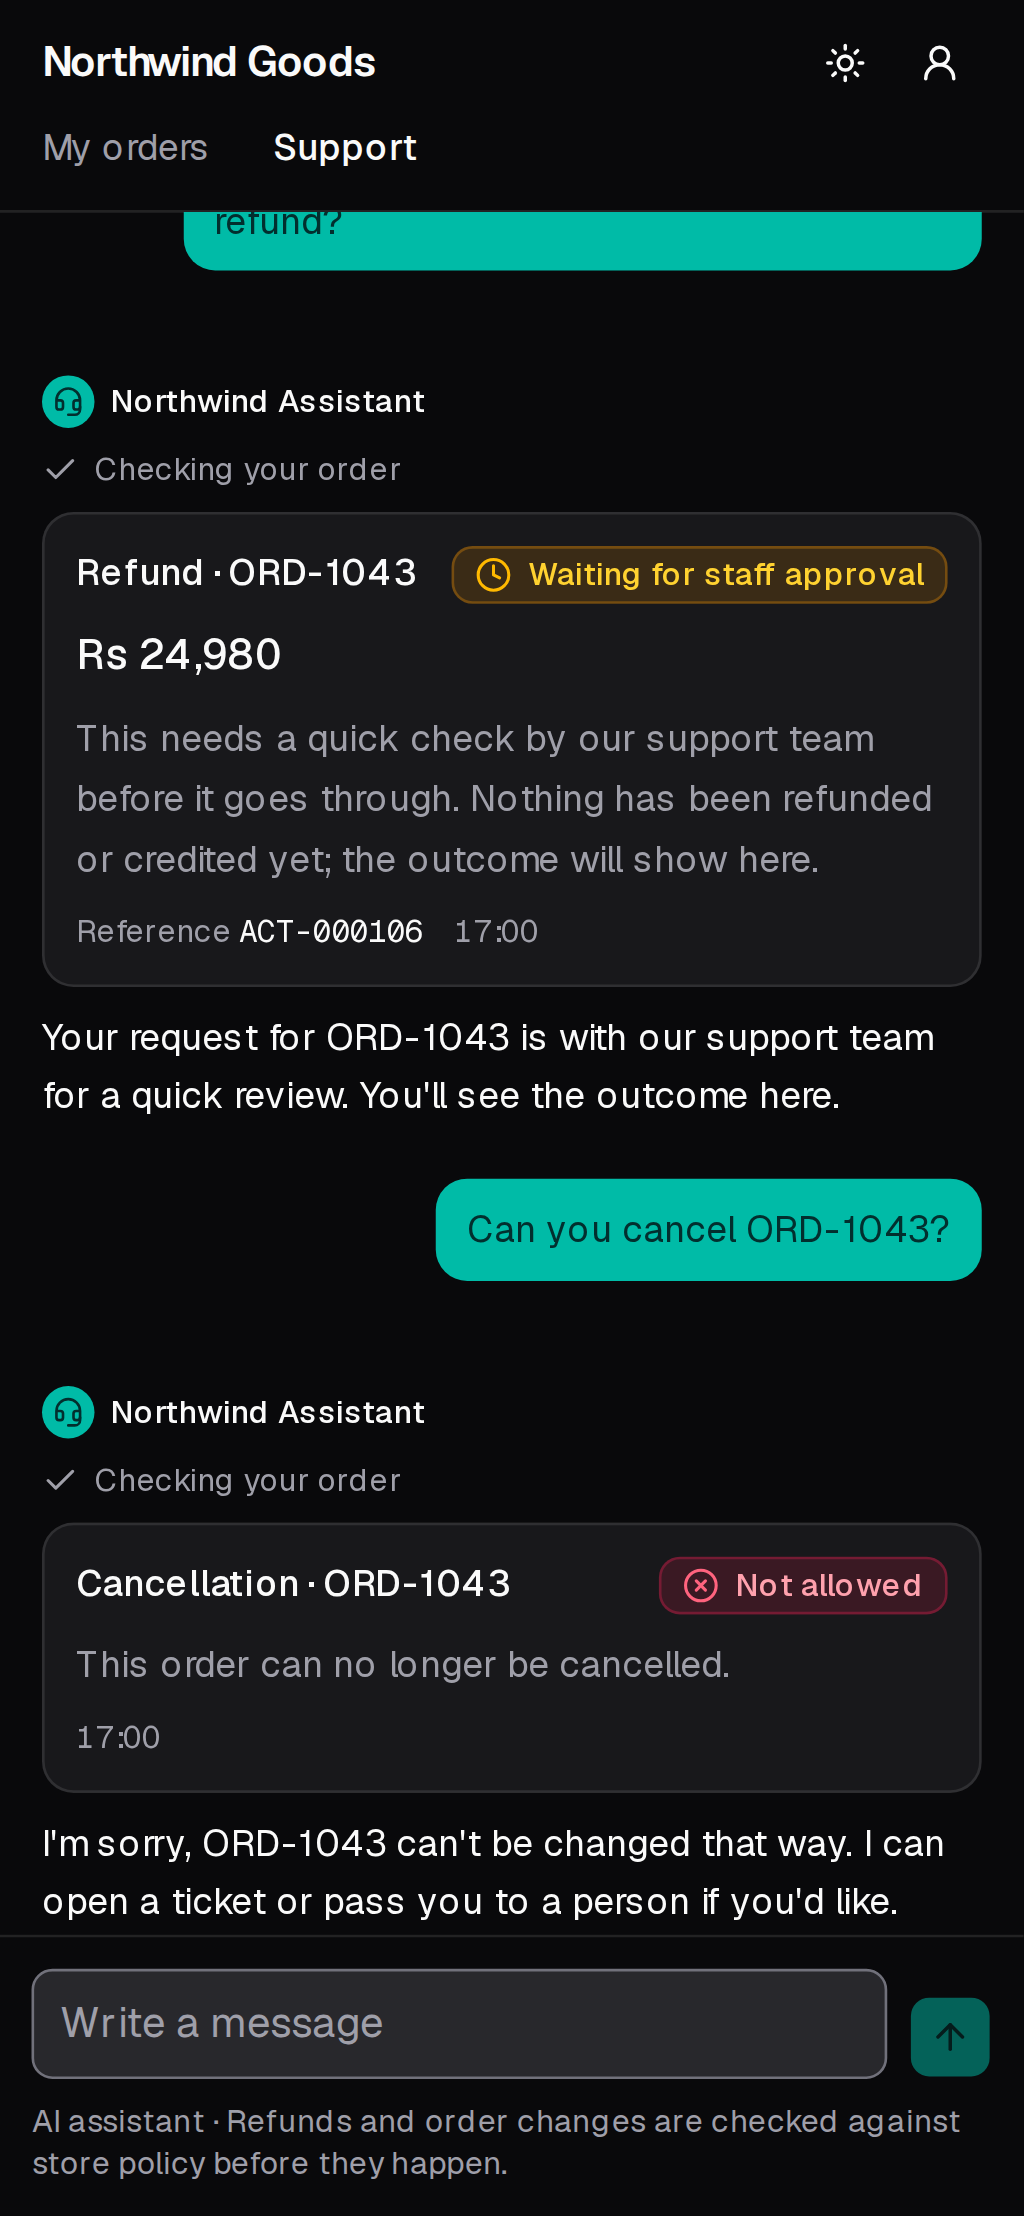 Northwind Goods
My orders Support
refund?
Northwind Assistant
Checking your order
Refund · ORD-1043 Waiting for staff approval
Rs 24,980
This needs a quick check by our support team
before it goes through. Nothing has been refunded
or credited yet; the outcome will show here.
Reference ACT-000106 17:00
Your request for ORD-1043 is with our support team
for a quick review. You'll see the outcome here.
Can you cancel ORD-1043?
Northwind Assistant
Checking your order
Cancellation · ORD-1043 Not allowed
This order can no longer be cancelled.
17:00
I'm sorry, ORD-1043 can't be changed that way. I can
open a ticket or pass you to a person if you'd like.
Write a message
AI assistant · Refunds and order changes are checked against
store policy before they happen.